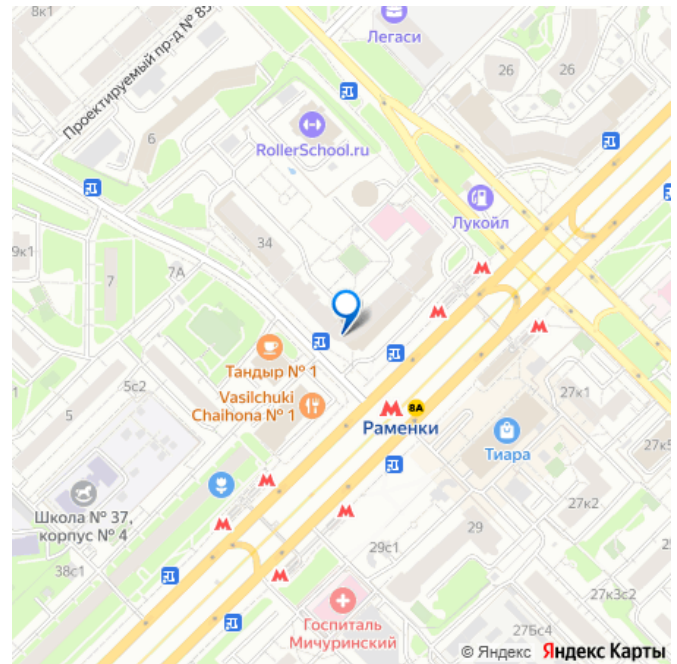 8к1
Легаси
Проектируемый пр-д № 85
26
26
6
RollerSchool.ru
Лукойл
34
9к1
7А
7
Тандыр № 1
Vasilchuki
Chaihona № 1
5с2
5
27к1
8А
Раменки
Тиара
27к5
Школа № 37,
корпус № 4
27к2
29
29с1
38с1
27к3с2
Госпиталь
Мичуринский
27Бс4
© Яндекс Яндекс Карты